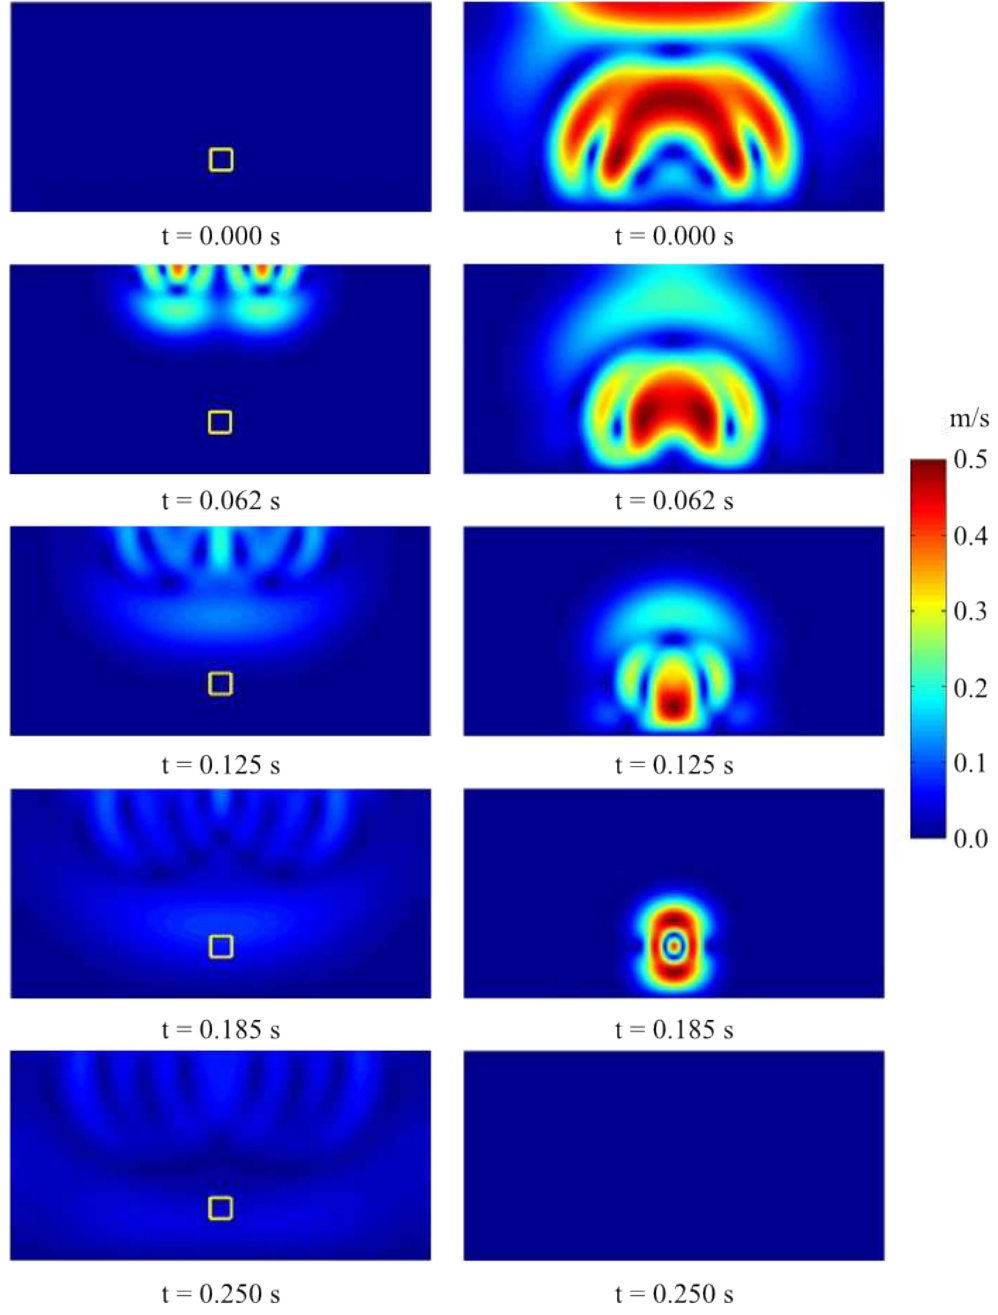 t = 0.000 s
t = 0.000 s
t = 0.062 s
t = 0.062 s
m/s
0.5
0.4
0.3
0.2
0.1
0.0
t = 0.125 s
t = 0.125 s
t = 0.185 s
t = 0.185 s
t = 0.250 s
t = 0.250 s